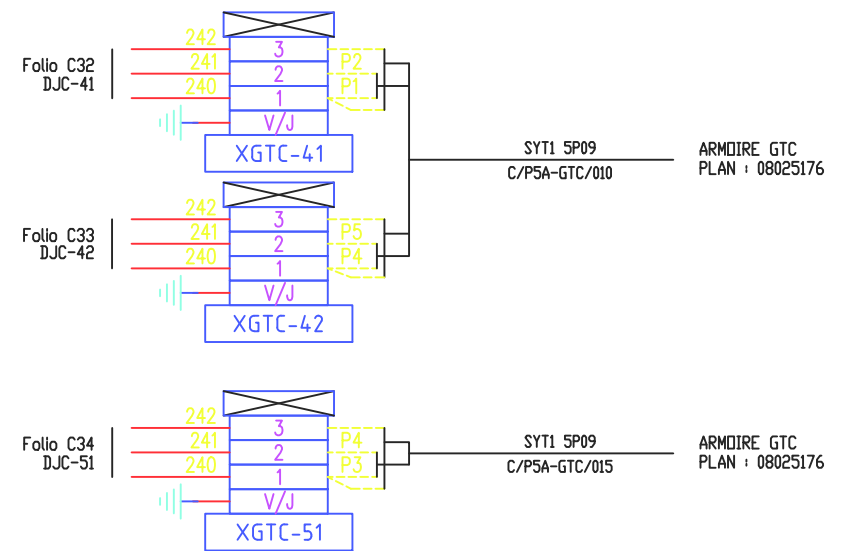 242
3
Folio C32
241
P2
2
DJC-41
240
P1
1
V/J
XGTC-41
SYT1 5P09
C/P5A-GTC/010
ARMOIRE GTC
PLAN : 08025176
242
3
Folio C33
241
P5
2
DJC-42
240
P4
1
V/J
XGTC-42
242
3
Folio C34
241
P4
2
DJC-51
240
P3
1
V/J
XGTC-51
SYT1 5P09
C/P5A-GTC/015
ARMOIRE GTC
PLAN : 08025176